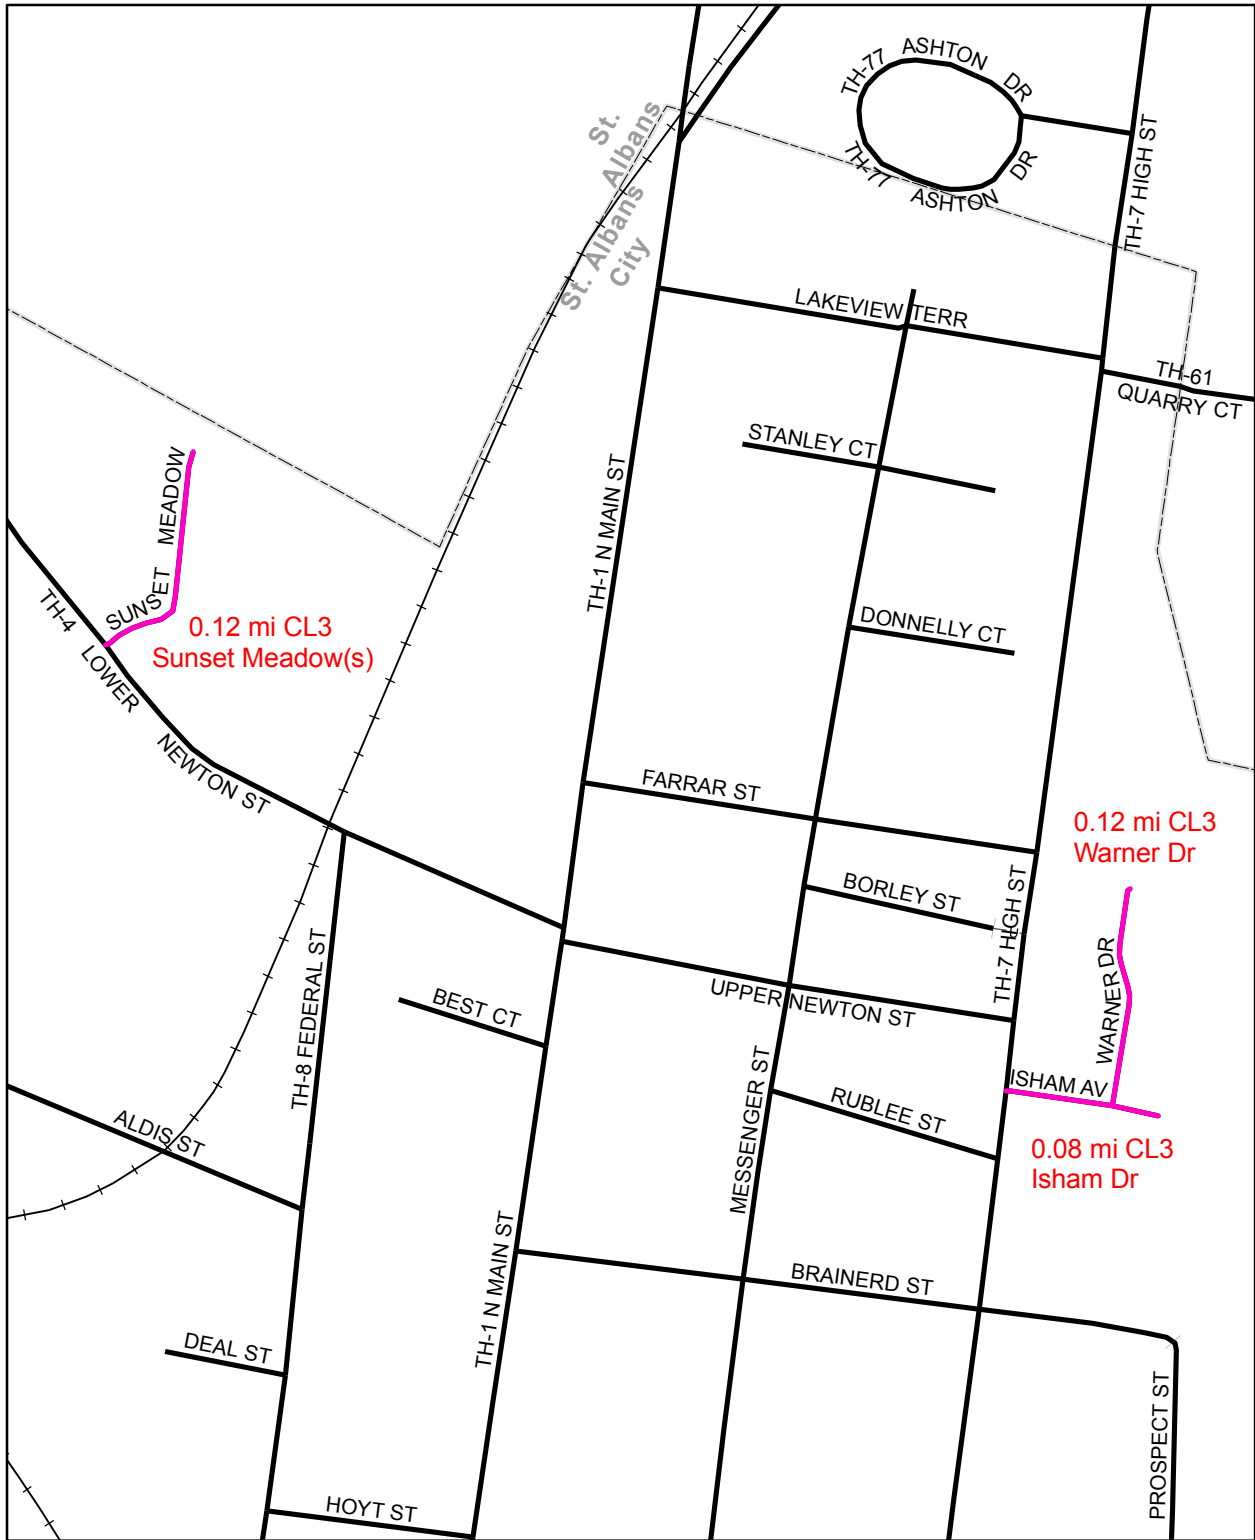 ASHTON DR
TH-77
TH-77
ASHTON DR
TH-7 HIGH ST
St. Albans
St. Albans City
LAKEVIEW TERR
TH-61
QUARRY CT
STANLEY CT
TH-1 N MAIN ST
SUNSET MEADOW
0.12 mi CL3
Sunset Meadow(s)
TH-4 LOWER NEWTON ST
DONNELLY CT
FARRAR ST
0.12 mi CL3
Warner Dr
BORLEY ST
TH-7 HIGH ST
WARNER DR
TH-8 FEDERAL ST
BEST CT
UPPER NEWTON ST
ISHAM AV
MESSENGER ST
RUBLEE ST
ALDIS ST
0.08 mi CL3
Isham Dr
TH-1 N MAIN ST
BRAINERD ST
DEAL ST
PROSPECT ST
HOYT ST